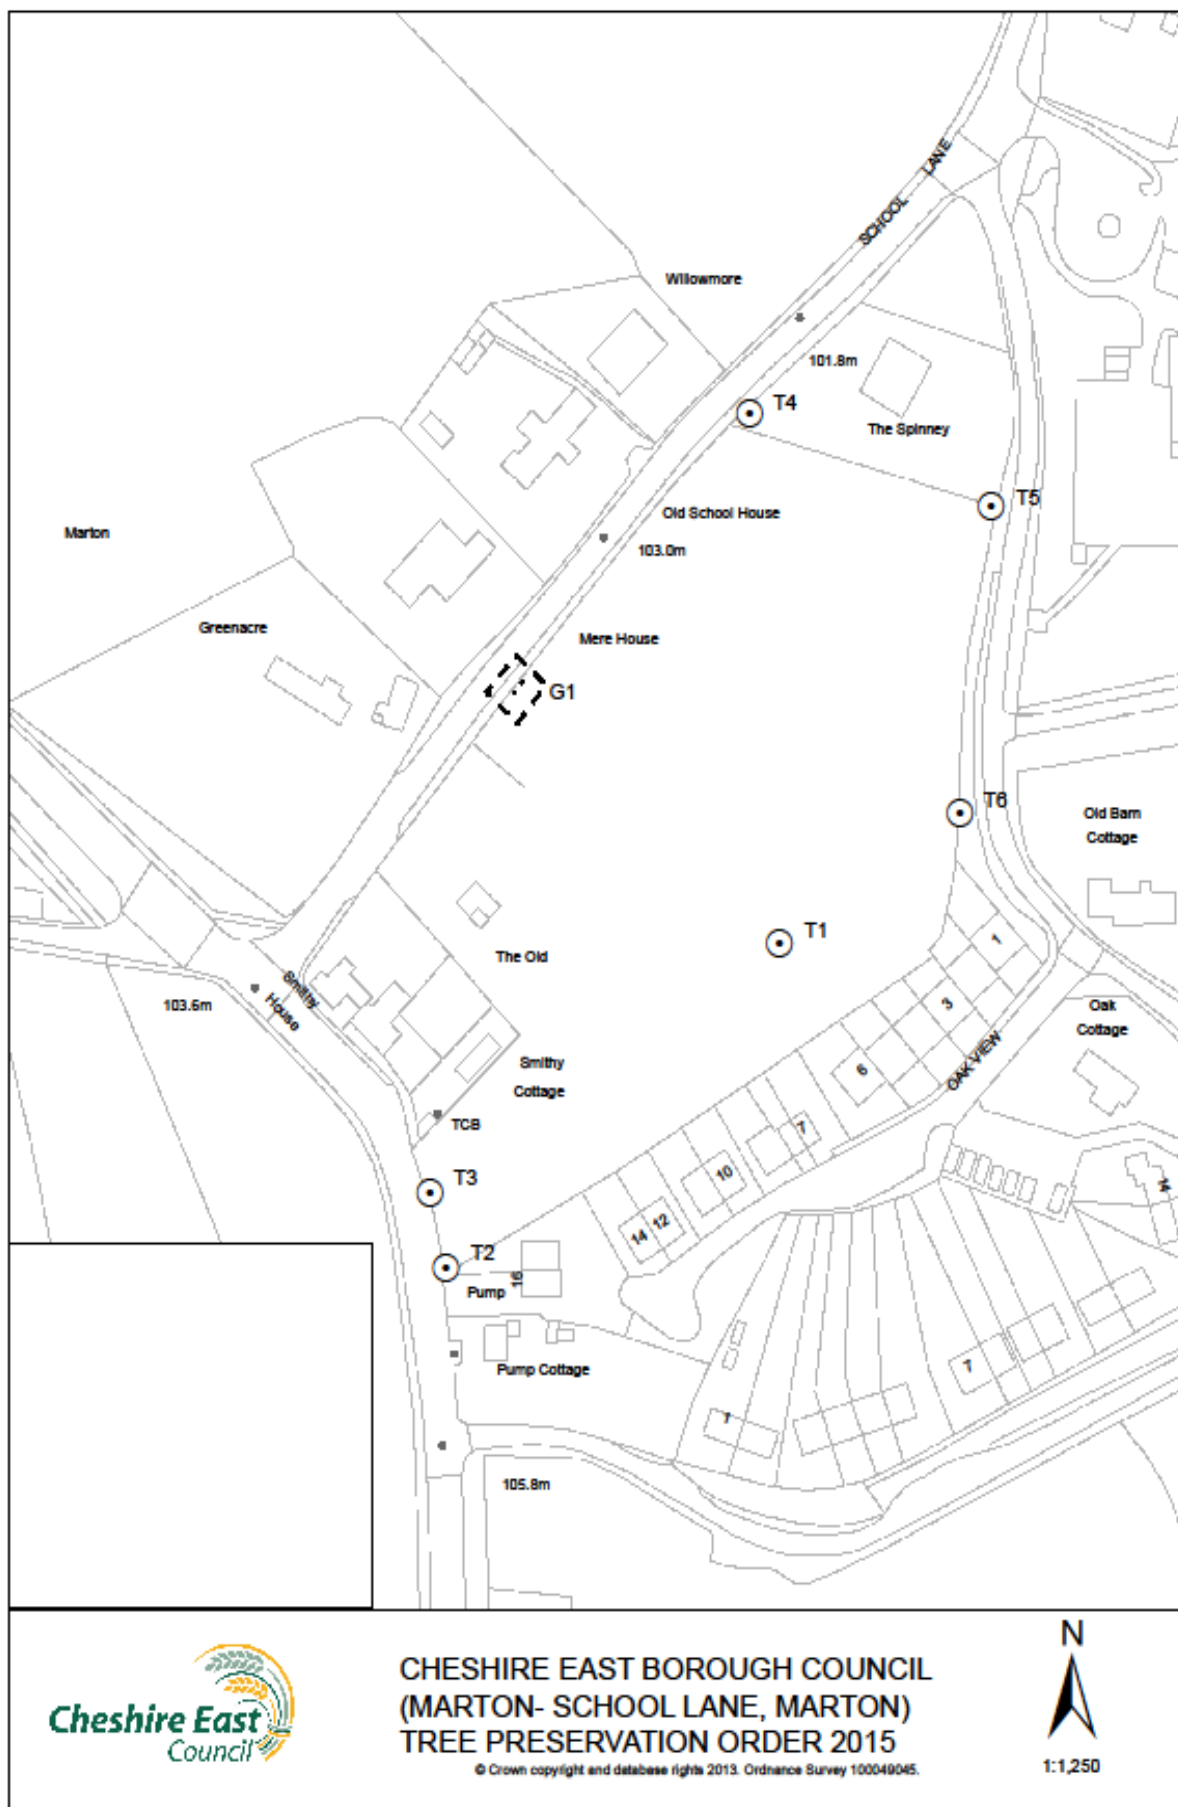 SCHOOL LANE
Willowmore
101.8m
T4
The Spinney
T5
Old School House
103.0m
Marton
Greenacre
Mere House
G1
T6
Old Barn
Cottage
T1
1
The Old
Smithy
House
103.6m
3
Oak
Cottage
OAK VIEW
Smithy
Cottage
6
TCB
7
T3
10
14
12
14
T2
16
Pump
Pump Cottage
7
1
105.8m
Cheshire East
Council
CHESHIRE EAST BOROUGH COUNCIL
(MARTON- SCHOOL LANE, MARTON)
TREE PRESERVATION ORDER 2015
© Crown copyright and database rights 2013. Ordnance Survey 100049045.
N
1:1,250